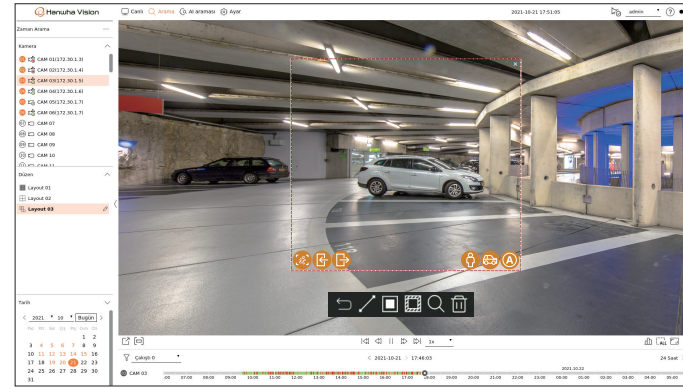 Hanwha Vision
Canlı Arama AI araması Ayar
2021-10-21 17:51:05
admin
Zaman Arama
Kamera
CAM 01(172.30.1.3)
CAM 02(172.30.1.4)
CAM 03(172.30.1.5)
CAM 04(172.30.1.6)
CAM 05(172.30.1.7)
CAM 06(172.30.1.7)
07 CAM 07
08 CAM 08
09 CAM 09
10 CAM 10
Düzen
Layout 01
Layout 02
Layout 03
A
Tarih
2021 10 Bugün
1 2
3 4 5 6 7 8 9
10 11 12 13 14 15 16
17 18 19 20 21 22 23
24 25 26 27 28 29 30
31
1x
Çakıştı 0
2021-10-21 17:46:03
24 Saat
2021.10.22
CAM 03
:00 07:00 08:00 09:00 10:00 11:00 12:00 13:00 14:00 15:00 16:00 17:00 18:00 19:00 20:00 21:00 22:00 23:00 00:00 01:00 02:00 03:00 04:00 05:00